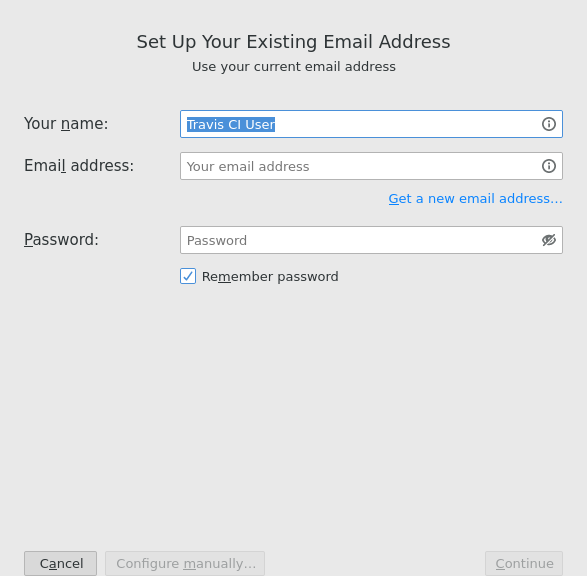 Set Up Your Existing Email Address
Use your current email address
Your name:
Travis CI User
Email address:
Your email address
Get a new email address…
Password:
Password
Remember password
Cancel
Configure manually…
Continue